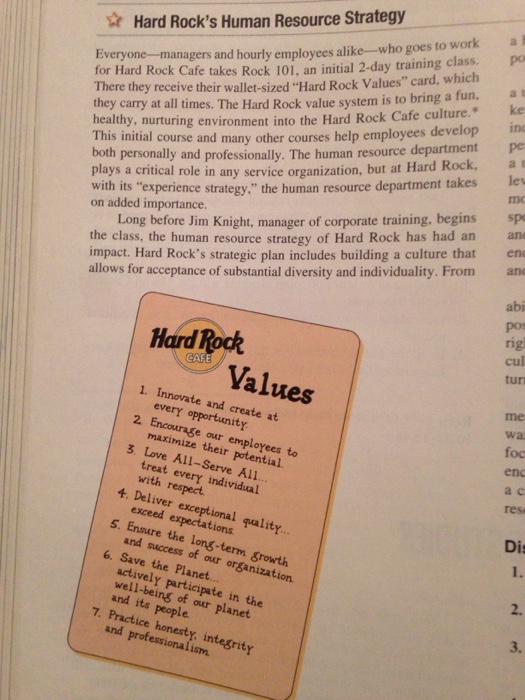 Hard Rock's Human Resource Strategy
Everyone—managers and hourly employees alike—who goes to work
for Hard Rock Cafe takes Rock 101, an initial 2-day training class.
There they receive their wallet-sized "Hard Rock Values" card, which
they carry at all times. The Hard Rock value system is to bring a fun,
healthy, nurturing environment into the Hard Rock Cafe culture.*
This initial course and many other courses help employees develop
both personally and professionally. The human resource department
plays a critical role in any service organization, but at Hard Rock,
with its "experience strategy," the human resource department takes
on added importance.
Long before Jim Knight, manager of corporate training, begins
the class, the human resource strategy of Hard Rock has had an
impact. Hard Rock's strategic plan includes building a culture that
allows for acceptance of substantial diversity and individuality. From
Hard Rock
CAFE
Values
1. Innovate and create at
every opportunity.
2. Encourage our employees to
maximize their potential.
3. Love All-Serve All...
treat every individual
with respect.
4. Deliver exceptional quality...
exceed expectations.
5. Ensure the long-term growth
and success of our organization.
6. Save the Planet...
actively participate in the
well-being of our planet
and its people.
7. Practice honesty, integrity
and professionalism.
1.
2.
3.